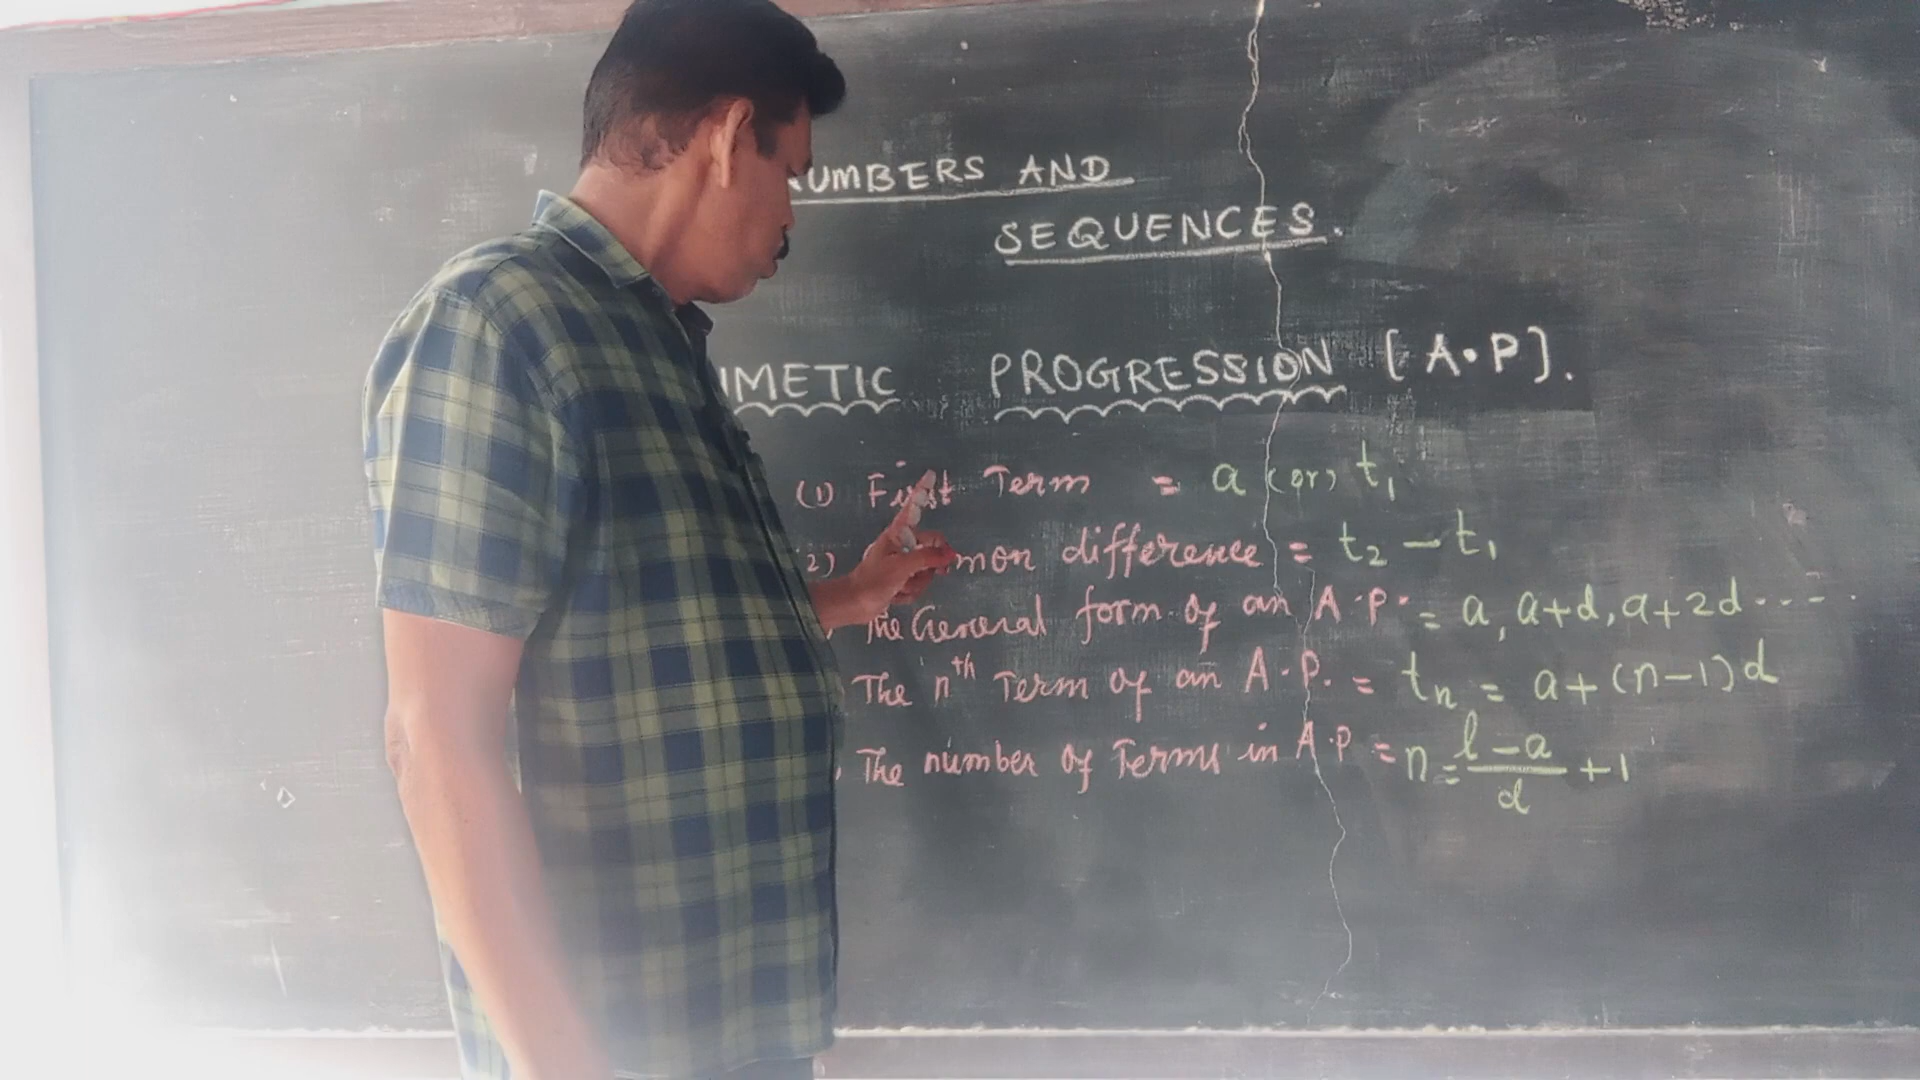 NUMBERS AND
SEQUENCES.
IMETIC PROGRESSION [A.P].
(1) First Term = a (or) t₁
2) mon difference = t₂ - t₁
The General form of an A.P. = a, a+d, a+2d.....
The nᵗʰ Term of an A.P. = tₙ = a+(n-1)d
The number of Terms in A.P = n = l-a/d +1